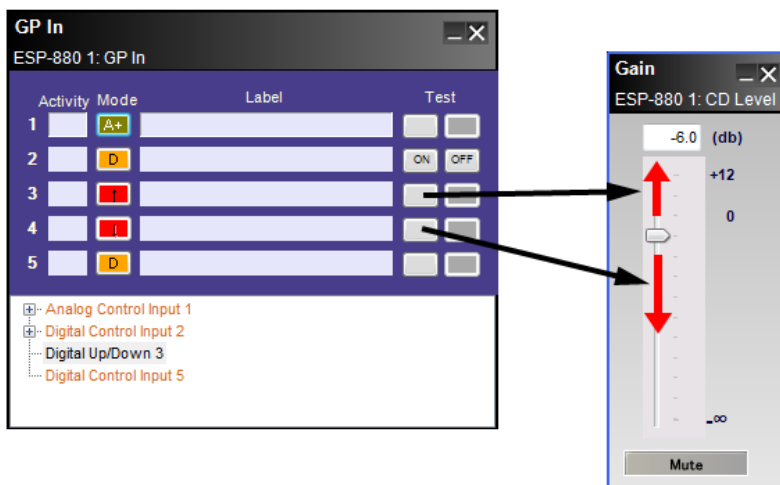 GP In
ESP-880 1: GP In
Activity Mode Label Test
1 A+
2 D ON OFF
3 ↑
4 ↓
5 D
Analog Control Input 1
Digital Control Input 2
Digital Up/Down 3
Digital Control Input 5
Gain
ESP-880 1: CD Level
-6.0 (db)
+12
0
-∞
Mute